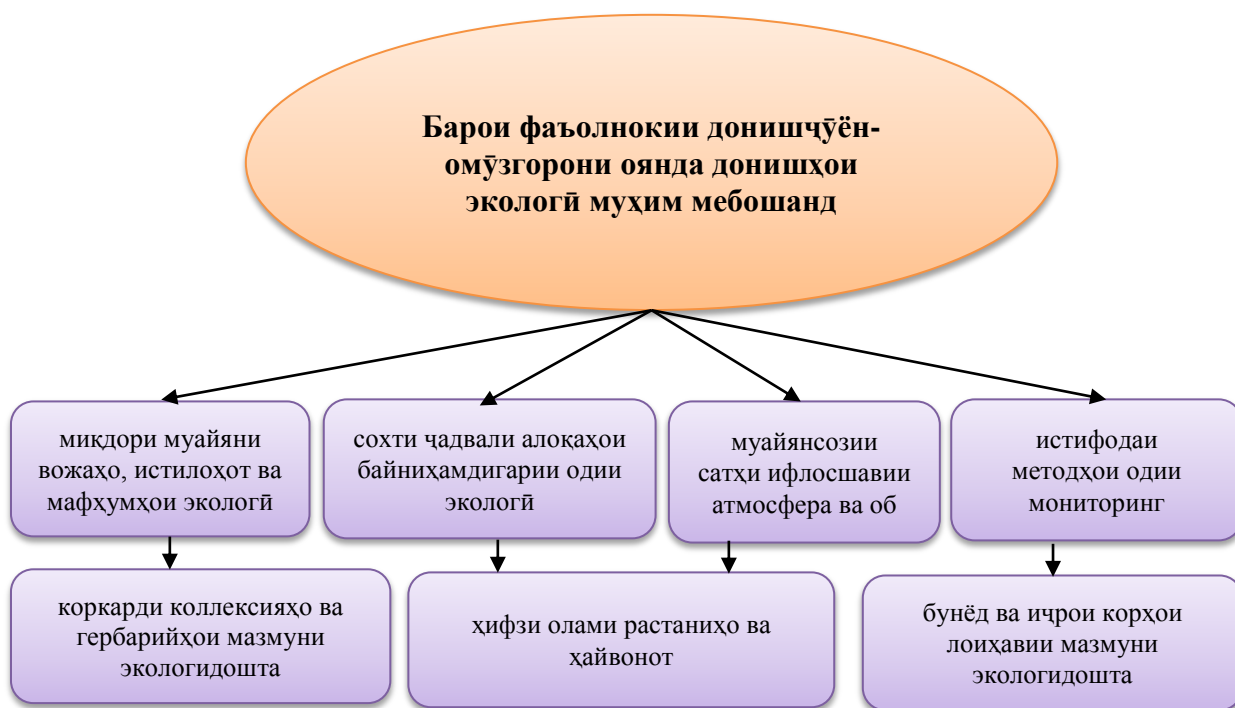 Барои фаъолнокии донишҷӯён-
омӯзгорони оянда донишҳои
экологӣ муҳим мебошанд
миқдори муайяни
вожаҳо, истилоҳот ва
мафҳумҳои экологӣ
сохти ҷадвали алоқаҳои
байниҳамдигарии одии
экологӣ
муайянсозии
сатҳи ифлосшавии
атмосфера ва об
истифодаи
методҳои одии
мониторинг
коркарди коллексияҳо ва
гербарийҳои мазмуни
экологидошта
ҳифзи олами растаниҳо ва
ҳайвонот
бунёд ва иҷрои корҳои
лоиҳавии мазмуни
экологидошта